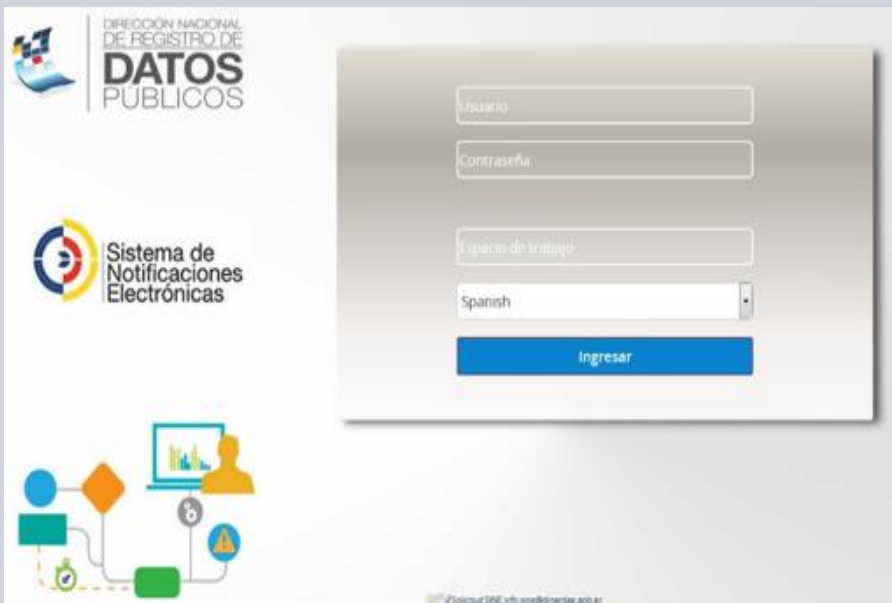 DIRECCIÓN NACIONAL
DE REGISTRO DE
DATOS
PÚBLICOS
Usuario
Contraseña
Sistema de
Notificaciones
Electrónicas
Espacio de trabajo
Spanish
Ingresar